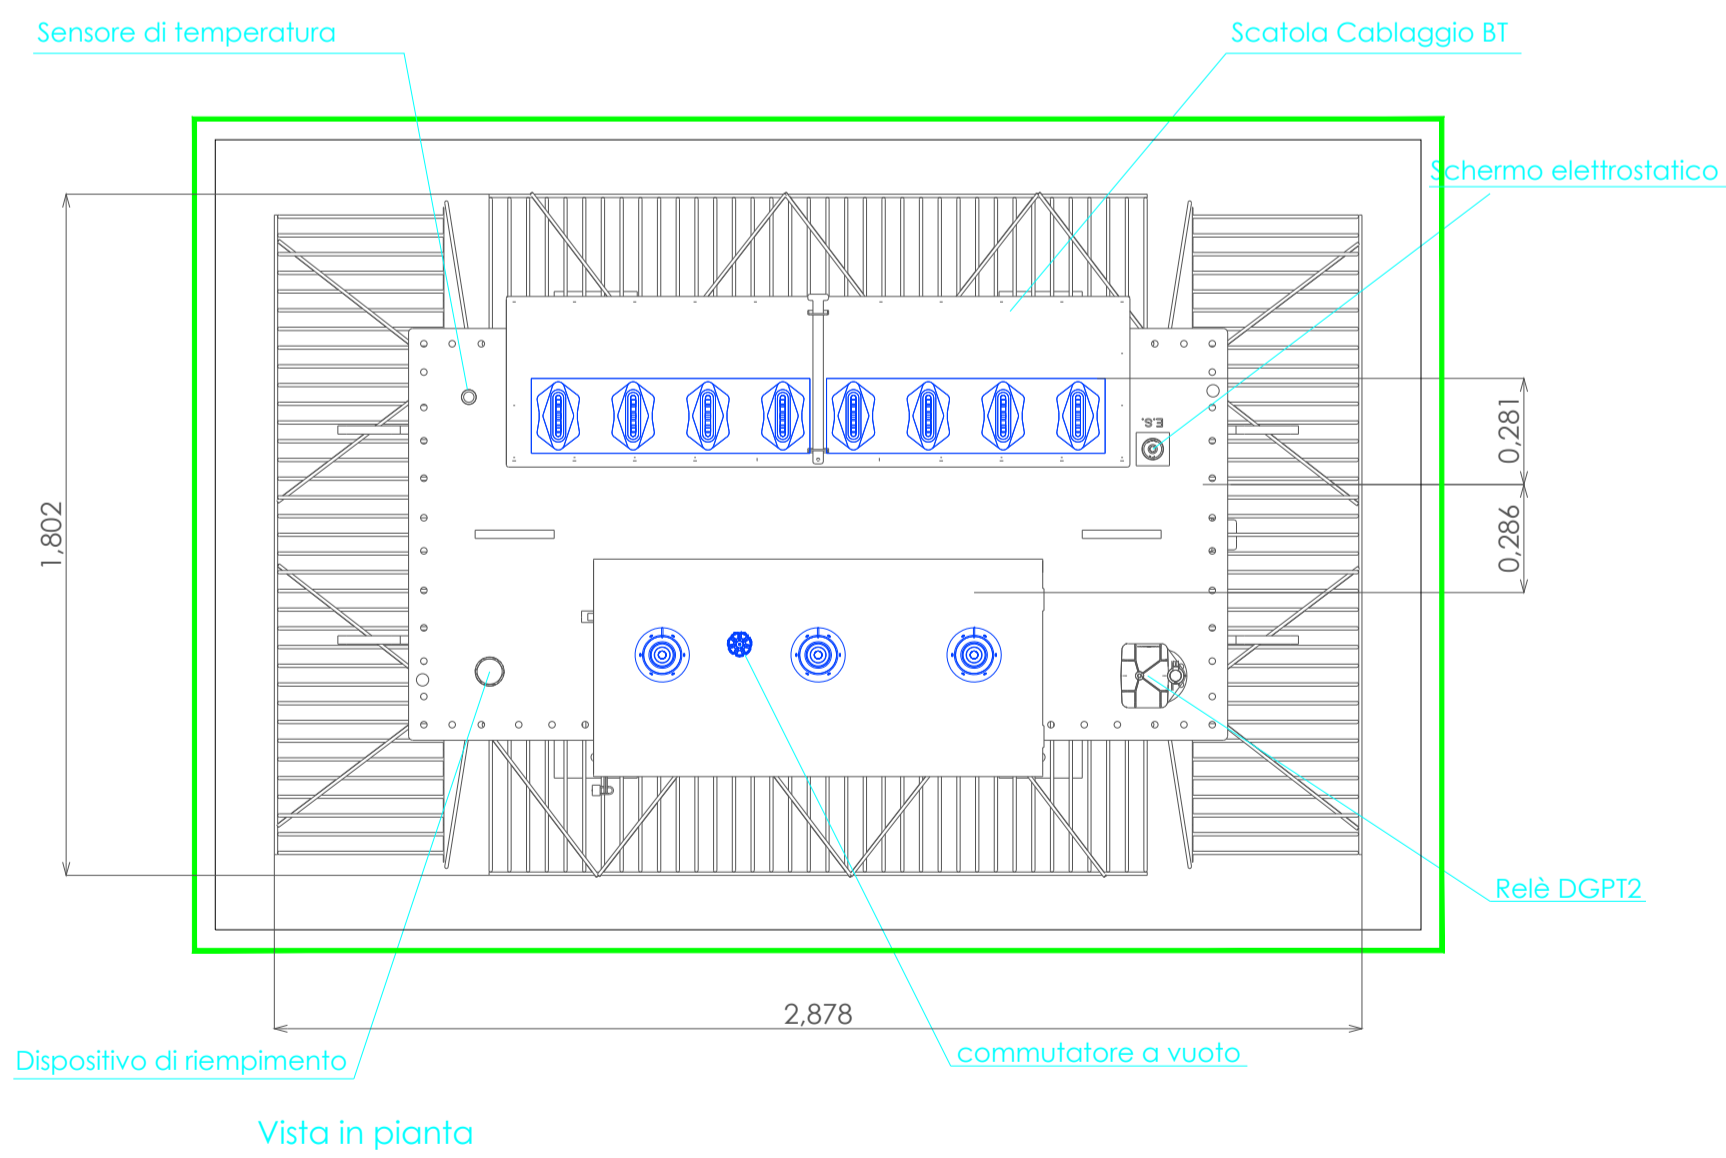 Sensore di temperatura
Scatola Cablaggio BT
Schermo elettrostatico
E.S.
0,281
0,286
1,802
Relè DGPT2
2,878
commutatore a vuoto
Dispositivo di riempimento
Vista in pianta